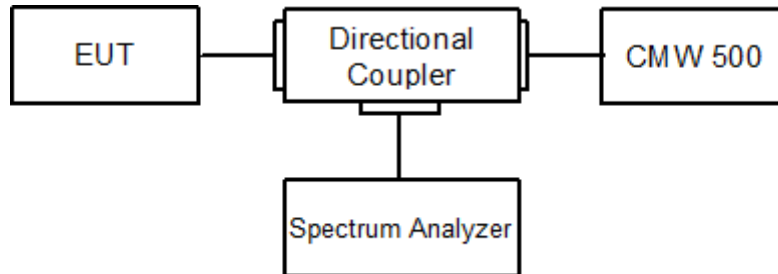 EUT
Directional
Coupler
CMW 500
Spectrum Analyzer